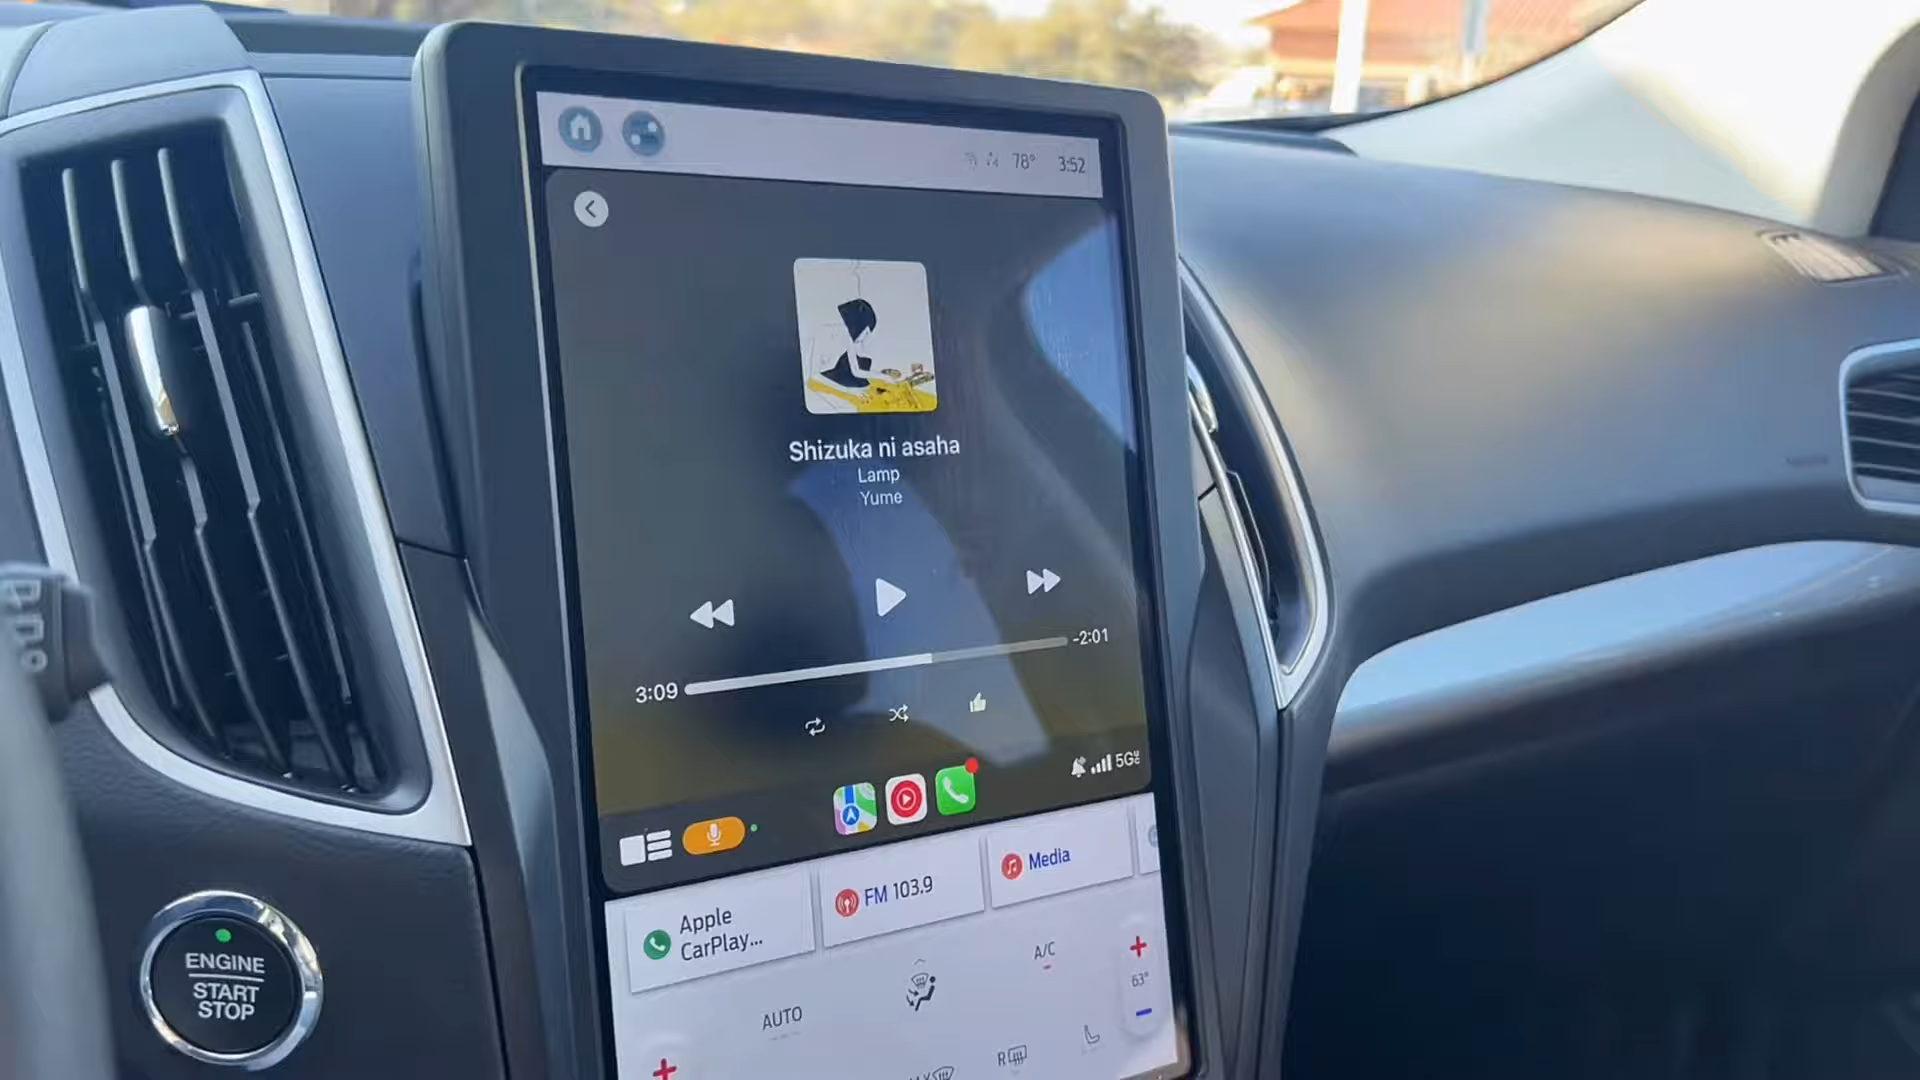 78° 3:52
Shizuka ni asaha
Lamp
Yume
3:09
-2:01
5G
Apple
CarPlay...
FM 103.9
Media
AUTO
A/C
63°
R
ENGINE
START
STOP